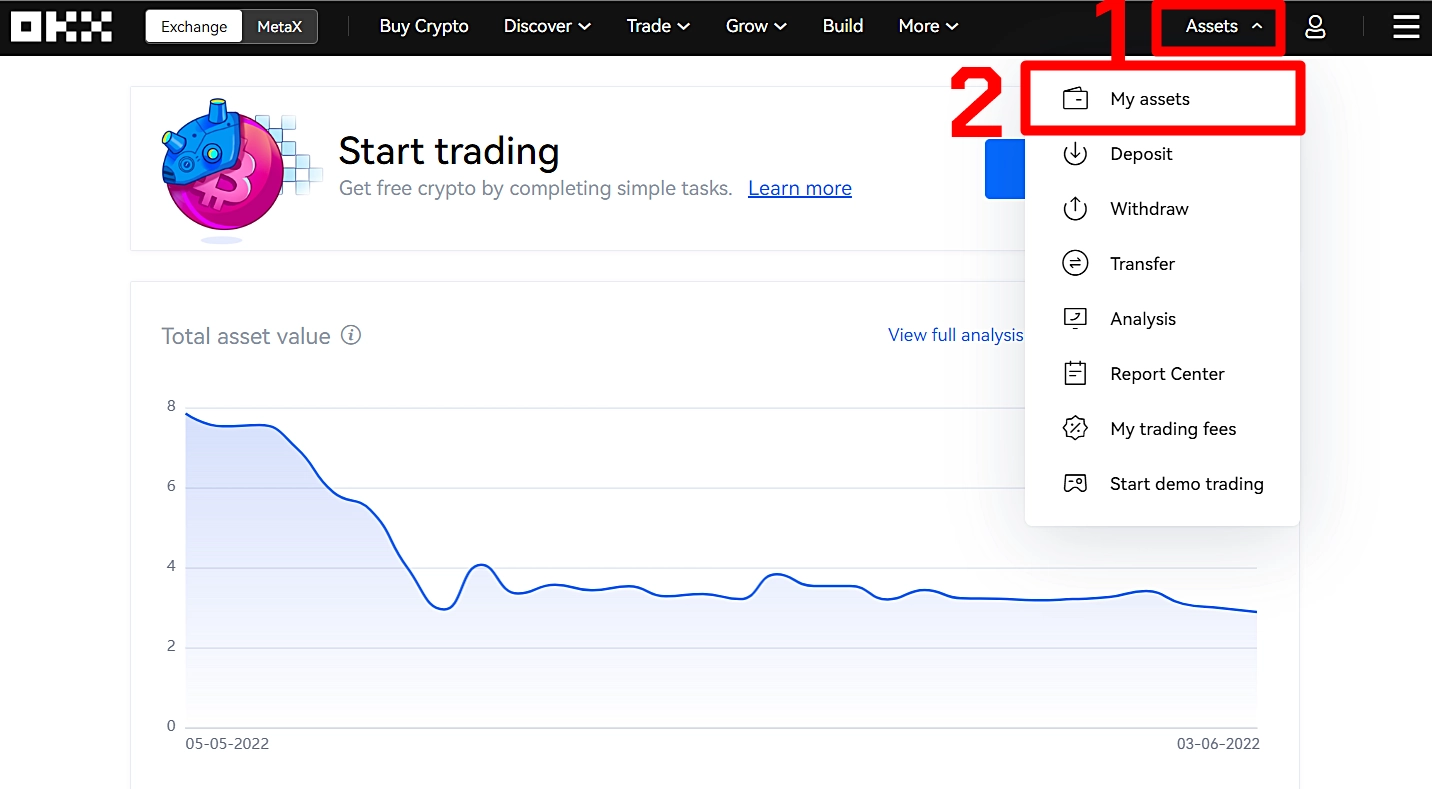 OKX Exchange MetaX Buy Crypto Discover Trade Grow Build More Assets
1
2
My assets
Deposit
Withdraw
Transfer
Analysis
Report Center
My trading fees
Start demo trading
Start trading
Get free crypto by completing simple tasks. Learn more
Total asset value
View full analysis
8
6
4
2
0
05-05-2022 03-06-2022